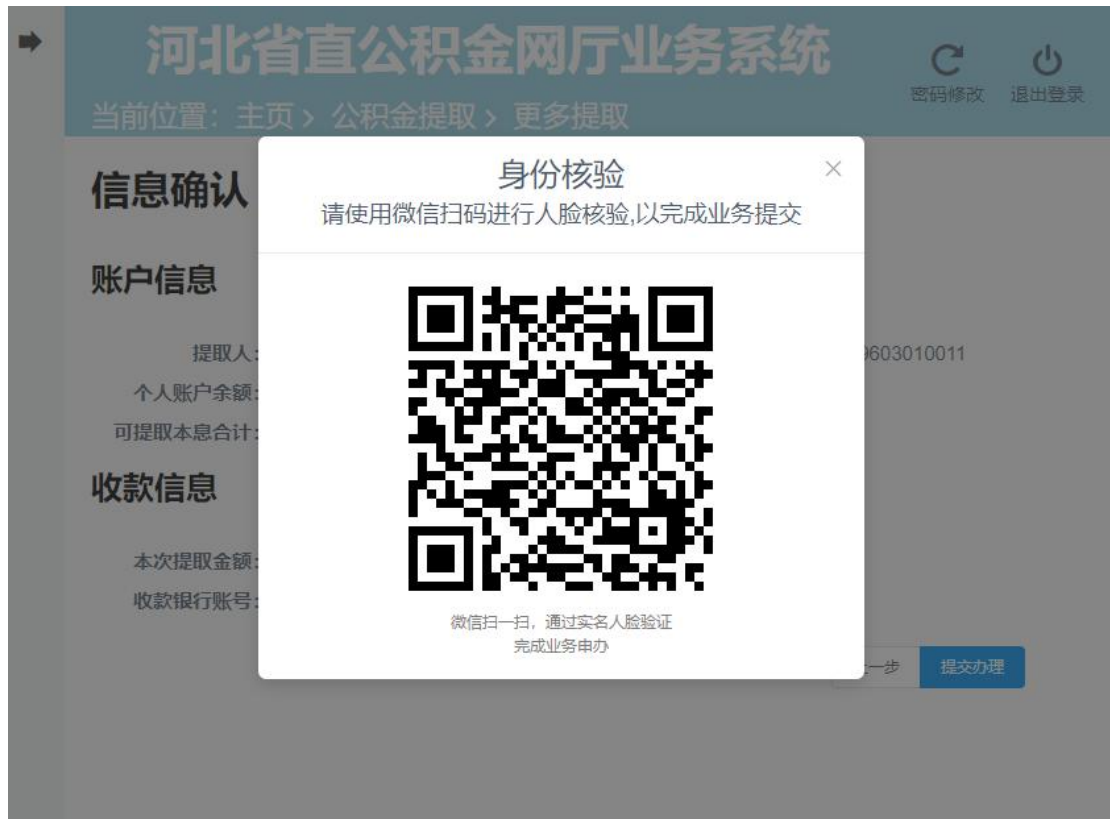 河北省直公积金网厅业务系统
密码修改 退出登录
当前位置：主页 > 公积金提取 > 更多提取
身份核验
请使用微信扫码进行人脸核验,以完成业务提交
信息确认
账户信息
提取人:
603010011
个人账户余额:
可提取本息合计:
收款信息
本次提取金额:
收款银行账号:
微信扫一扫，通过实名人脸验证
完成业务申办
一步 提交办理